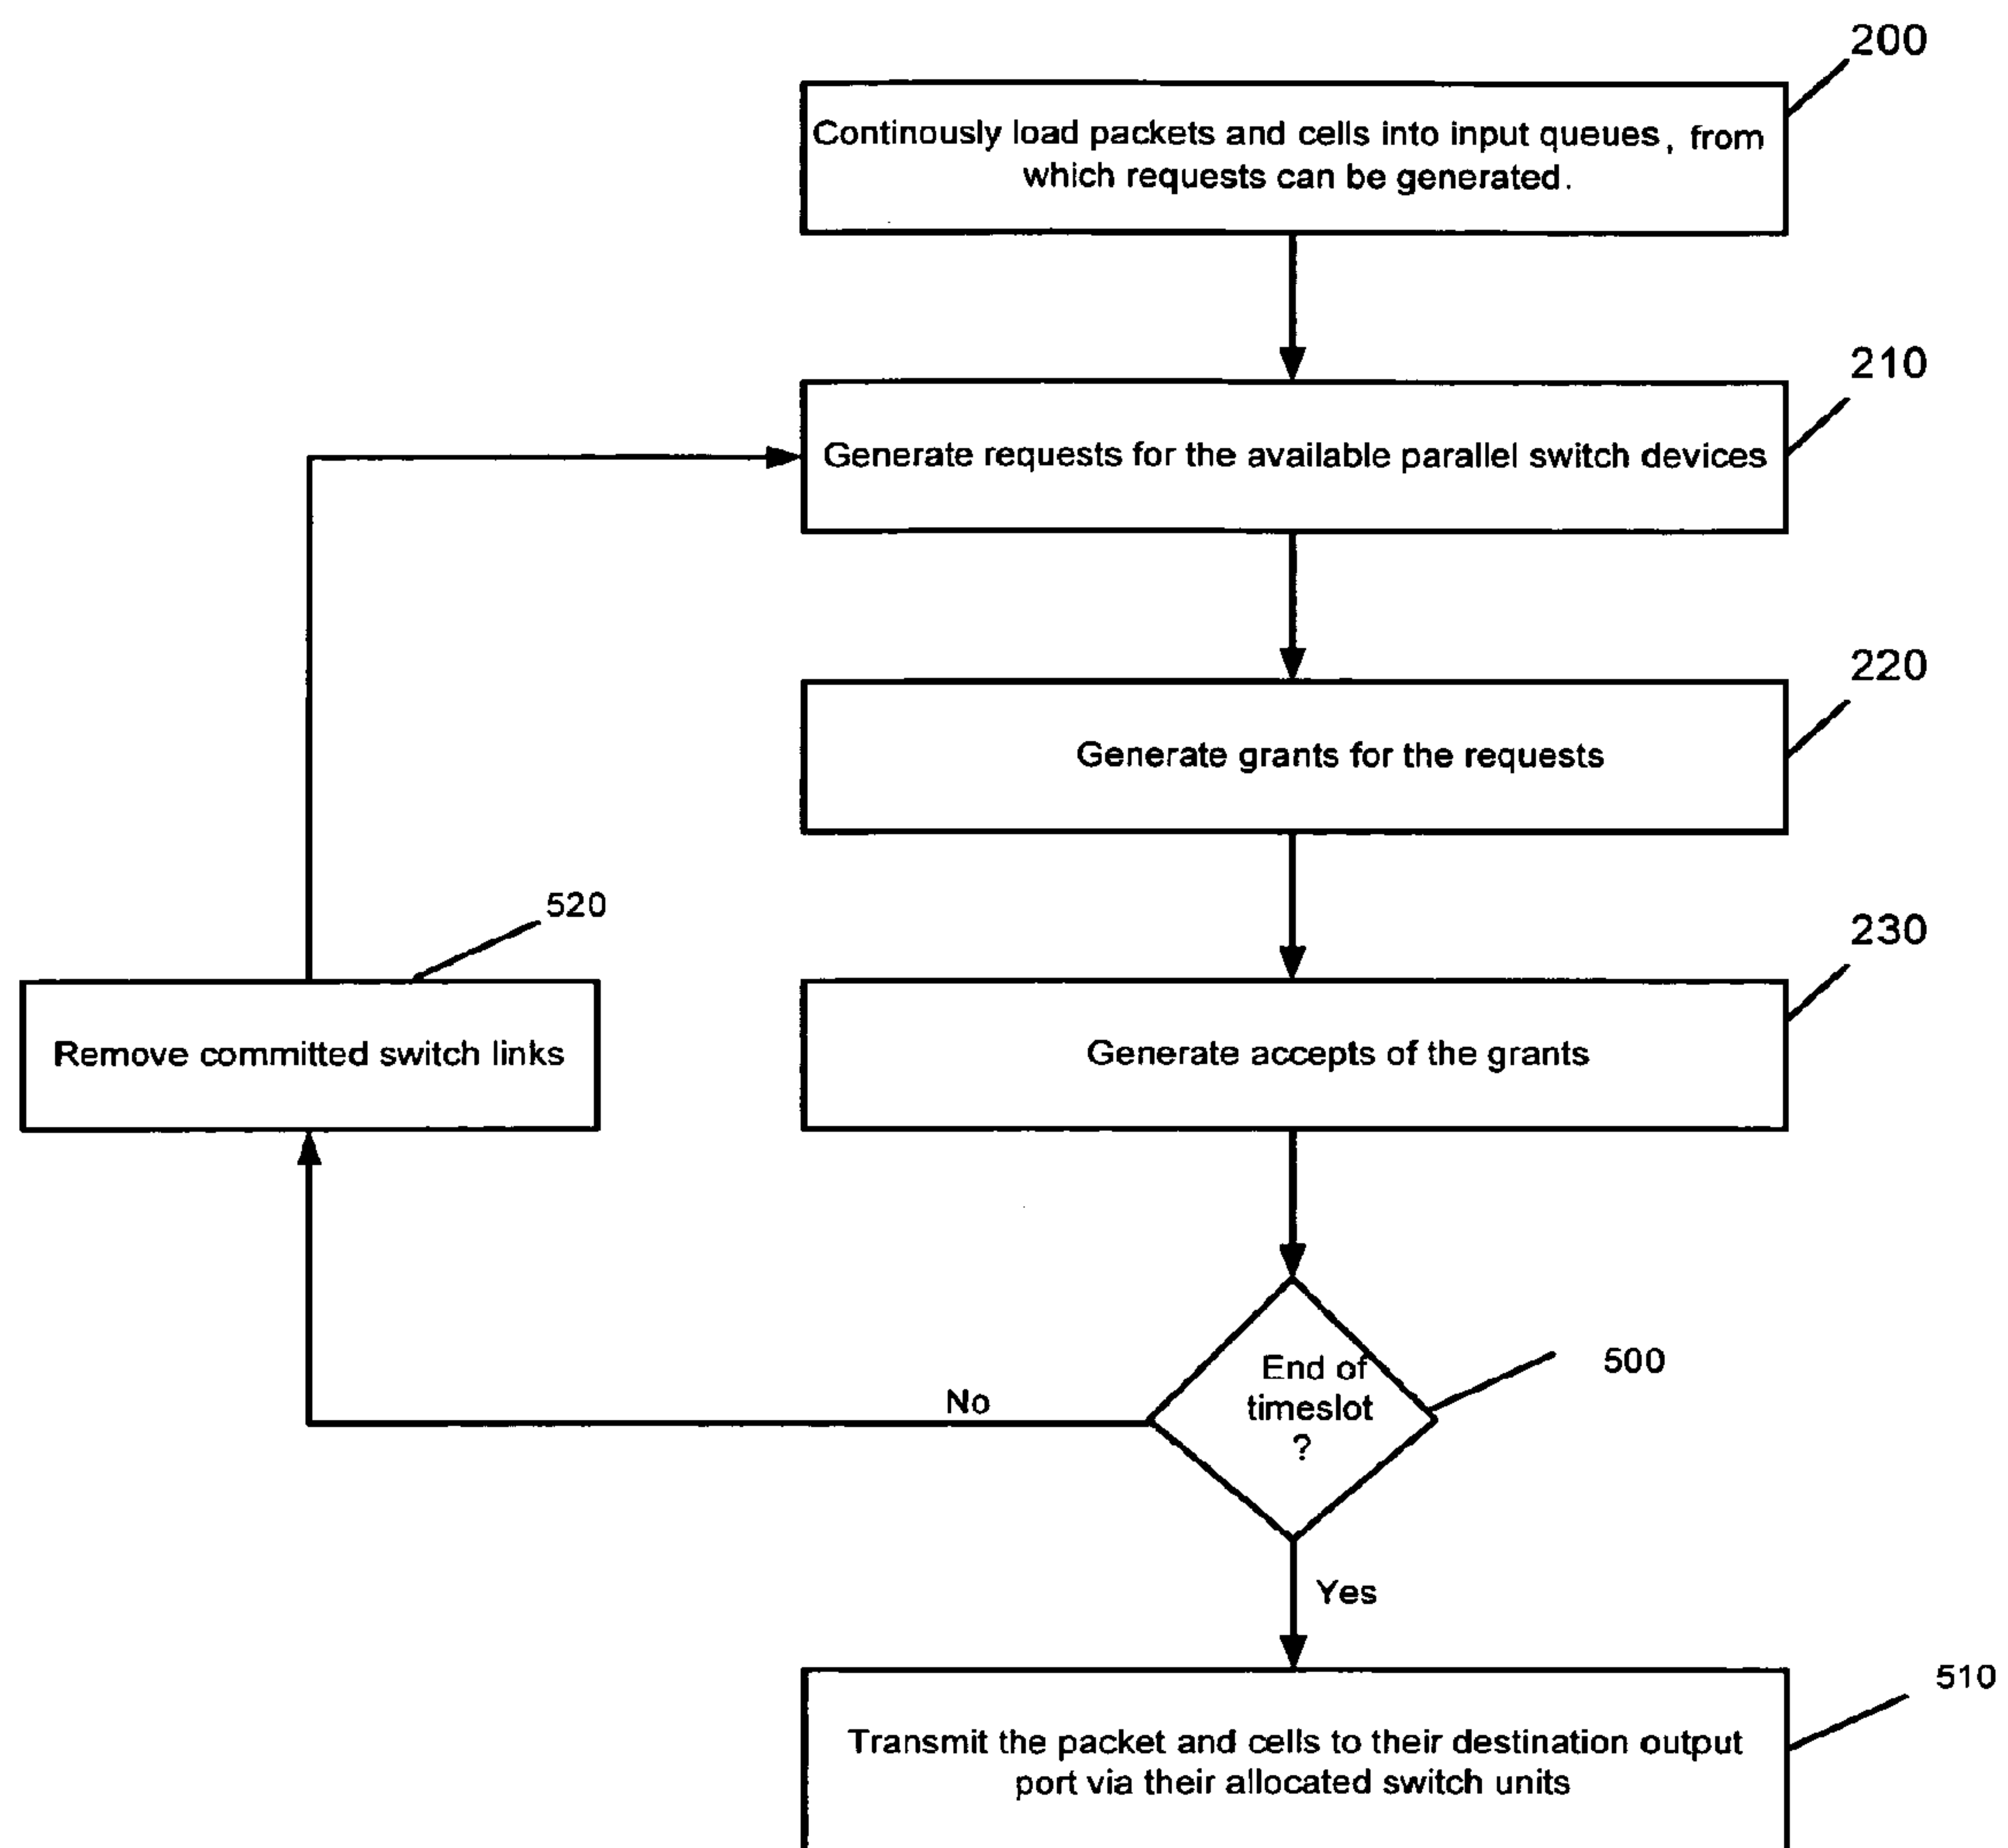 200
Continously load packets and cells into input queues, from
which requests can be generated.
210
Generate requests for the available parallel switch devices
220
Generate grants for the requests
520
230
Remove committed switch links
Generate accepts of the grants
End of
timeslot
?
500
No
Yes
510
Transmit the packet and cells to their destination output
port via their allocated switch units